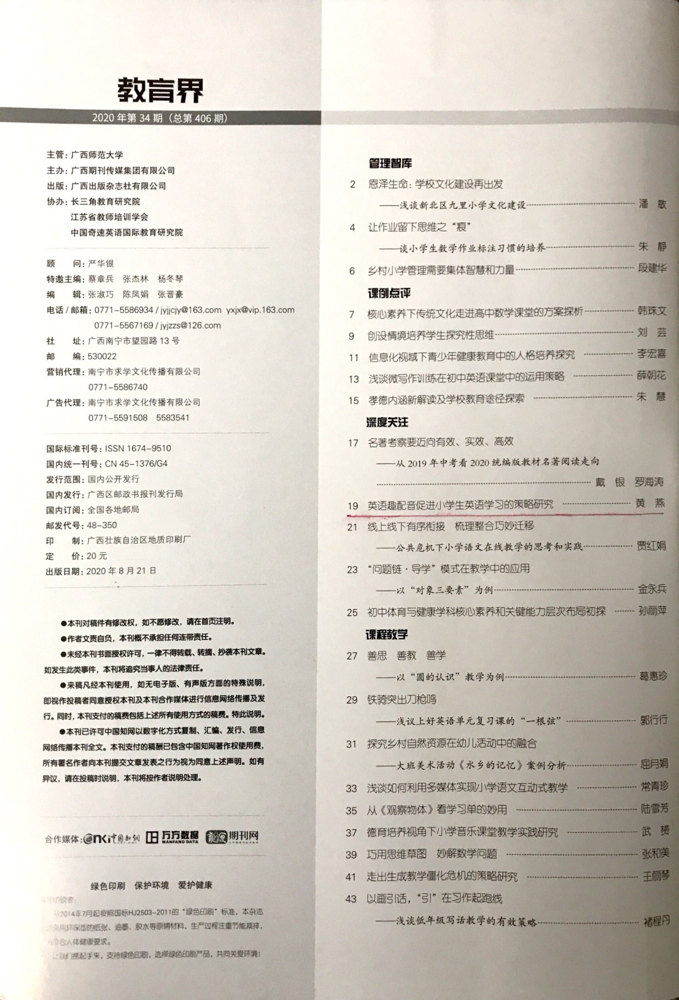 教育界
2020 年第 34 期（总第 406 期）
主管：广西师范大学
主办：广西期刊传媒集团有限公司
出版：广西出版杂志社有限公司
协办：长三角教育研究院
江苏省教师培训学会
中国奇速英语国际教育研究院
顾　　问：严华银
特邀主编：蔡章兵　张杰林　杨冬琴
编　　辑：张淑巧　陈凤娟　张晋豪
电话 / 邮箱：0771-5586934 / jyjjcjy@163.com yxjx@vip.163.com
0771-5567169 / jyjzzs@126.com
社　　址：广西南宁市望园路 13 号
邮　　编：530022
营销代理：南宁市求学文化传播有限公司
0771-5586740
广告代理：南宁市求学文化传播有限公司
0771-5591508　5583541
国际标准刊号：ISSN 1674-9510
国内统一刊号：CN 45-1376/G4
发行范围：国内公开发行
国内发行：广西区邮政书报刊发行局
国内订阅：全国各地邮局
邮发代号：48-350
印　　制：广西壮族自治区地质印刷厂
定　　价：20 元
出版日期：2020 年 8 月 21 日
●本刊对稿件有修改权，如不愿修改，请在首页注明。
●作者文责自负，本刊概不承担任何连带责任。
●未经本刊书面授权许可，一律不得转载、转摘、抄袭本刊文章。
如发生此类事件，本刊将追究当事人的法律责任。
●来稿凡经本刊使用，如无电子版、有声版方面的特殊说明，
即视作投稿者同意授权本刊及本刊合作媒体进行信息网络传播及发
行。同时，本刊支付的稿费包括上述所有使用方式的稿费。特此说明。
●本刊已许可中国知网以数字化方式复制、汇编、发行、信息
网络传播本刊全文。本刊支付的稿酬已包含中国知网著作权使用费，
所有署名作者向本刊提交文章发表之行为视为同意上述声明。如有
异议，请在投稿时说明，本刊将按作者说明处理。
合作媒体：cnki中国知网 万方数据 WANFANG DATA 龙源期刊网
绿色印刷　保护环境　爱护健康
读者：
2014年7月起按照国标HJ2503-2011的“绿色印刷”标准，本杂志
采用环保型的纸张、油墨、胶水等原辅材料，生产过程注重节能减排，
合人体健康要求。
让我们携起手来，支持绿色印刷，选择绿色印刷产品，共同关爱环境！
管理智库
2 恩泽生命：学校文化建设再出发
——浅谈新北区九里小学文化建设 潘　敏
4 让作业留下思维之“痕”
——谈小学生数学作业标注习惯的培养 朱　静
6 乡村小学管理需要集体智慧和力量 段建华
课例点评
7 核心素养下传统文化走进高中数学课堂的方案探析 韩珠文
9 创设情境培养学生探究性思维 刘　芸
11 信息化视域下青少年健康教育中的人格培养探究 李宏喜
13 浅谈微写作训练在初中英语课堂中的运用策略 薛朝花
15 孝德内涵新解读及学校教育途径探索 朱　慧
深度关注
17 名著考察要迈向有效、实效、高效
——从 2019 年中考看 2020 统编版教材名著阅读走向
戴　银　罗海涛
19 英语趣配音促进小学生英语学习的策略研究 黄　燕
21 线上线下有序衔接　梳理整合巧妙迁移
——公共危机下小学语文在线教学的思考和实践 贾红娟
23 “问题链·导学”模式在教学中的应用
——以“对象三要素”为例 金永兵
25 初中体育与健康学科核心素养和关键能力层次布局初探 孙丽萍
课程教学
27 善思　善教　善学
——以“圆的认识”教学为例 葛惠珍
29 铁骑突出刀枪鸣
——浅议上好英语单元复习课的“一根弦” 郭行行
31 探究乡村自然资源在幼儿活动中的融合
——大班美术活动《水乡的记忆》案例分析 屈月娟
33 浅谈如何利用多媒体实现小学语文互动式教学 常青珍
35 从《观察物体》看学习单的妙用 陆雪芳
37 德育培养视角下小学音乐课堂教学实践研究 武　赟
39 巧用思维草图　妙解数学问题 张和美
41 走出生成教学僵化危机的策略研究 王丽琴
43 以画引话，“引”在习作起跑线
——浅谈低年级写话教学的有效策略 褚程丹